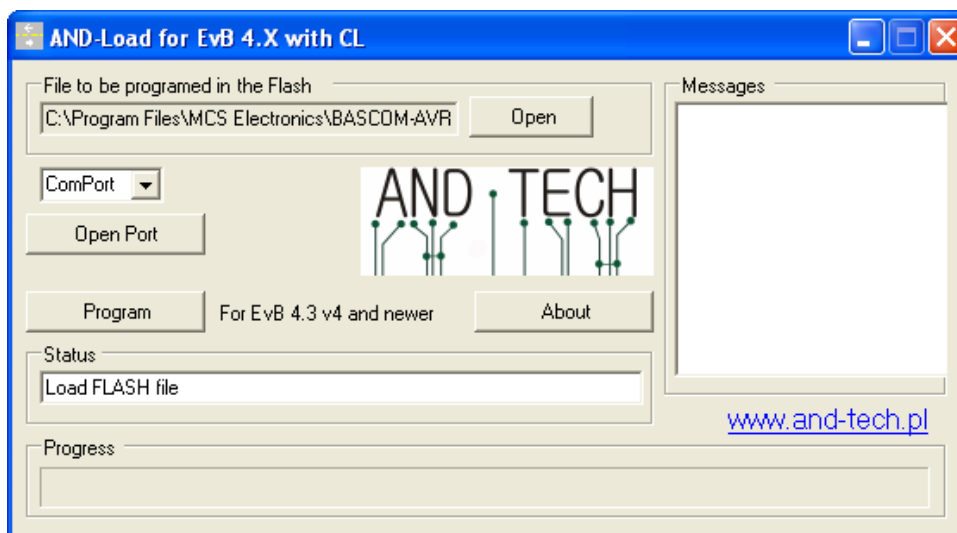 AND-Load for EvB 4.X with CL
File to be programed in the Flash
C:\Program Files\MCS Electronics\BASCOM-AVR
Open
Messages
ComPort
Open Port
AND TECH
Program
For EvB 4.3 v4 and newer
About
Status
Load FLASH file
www.and-tech.pl
Progress